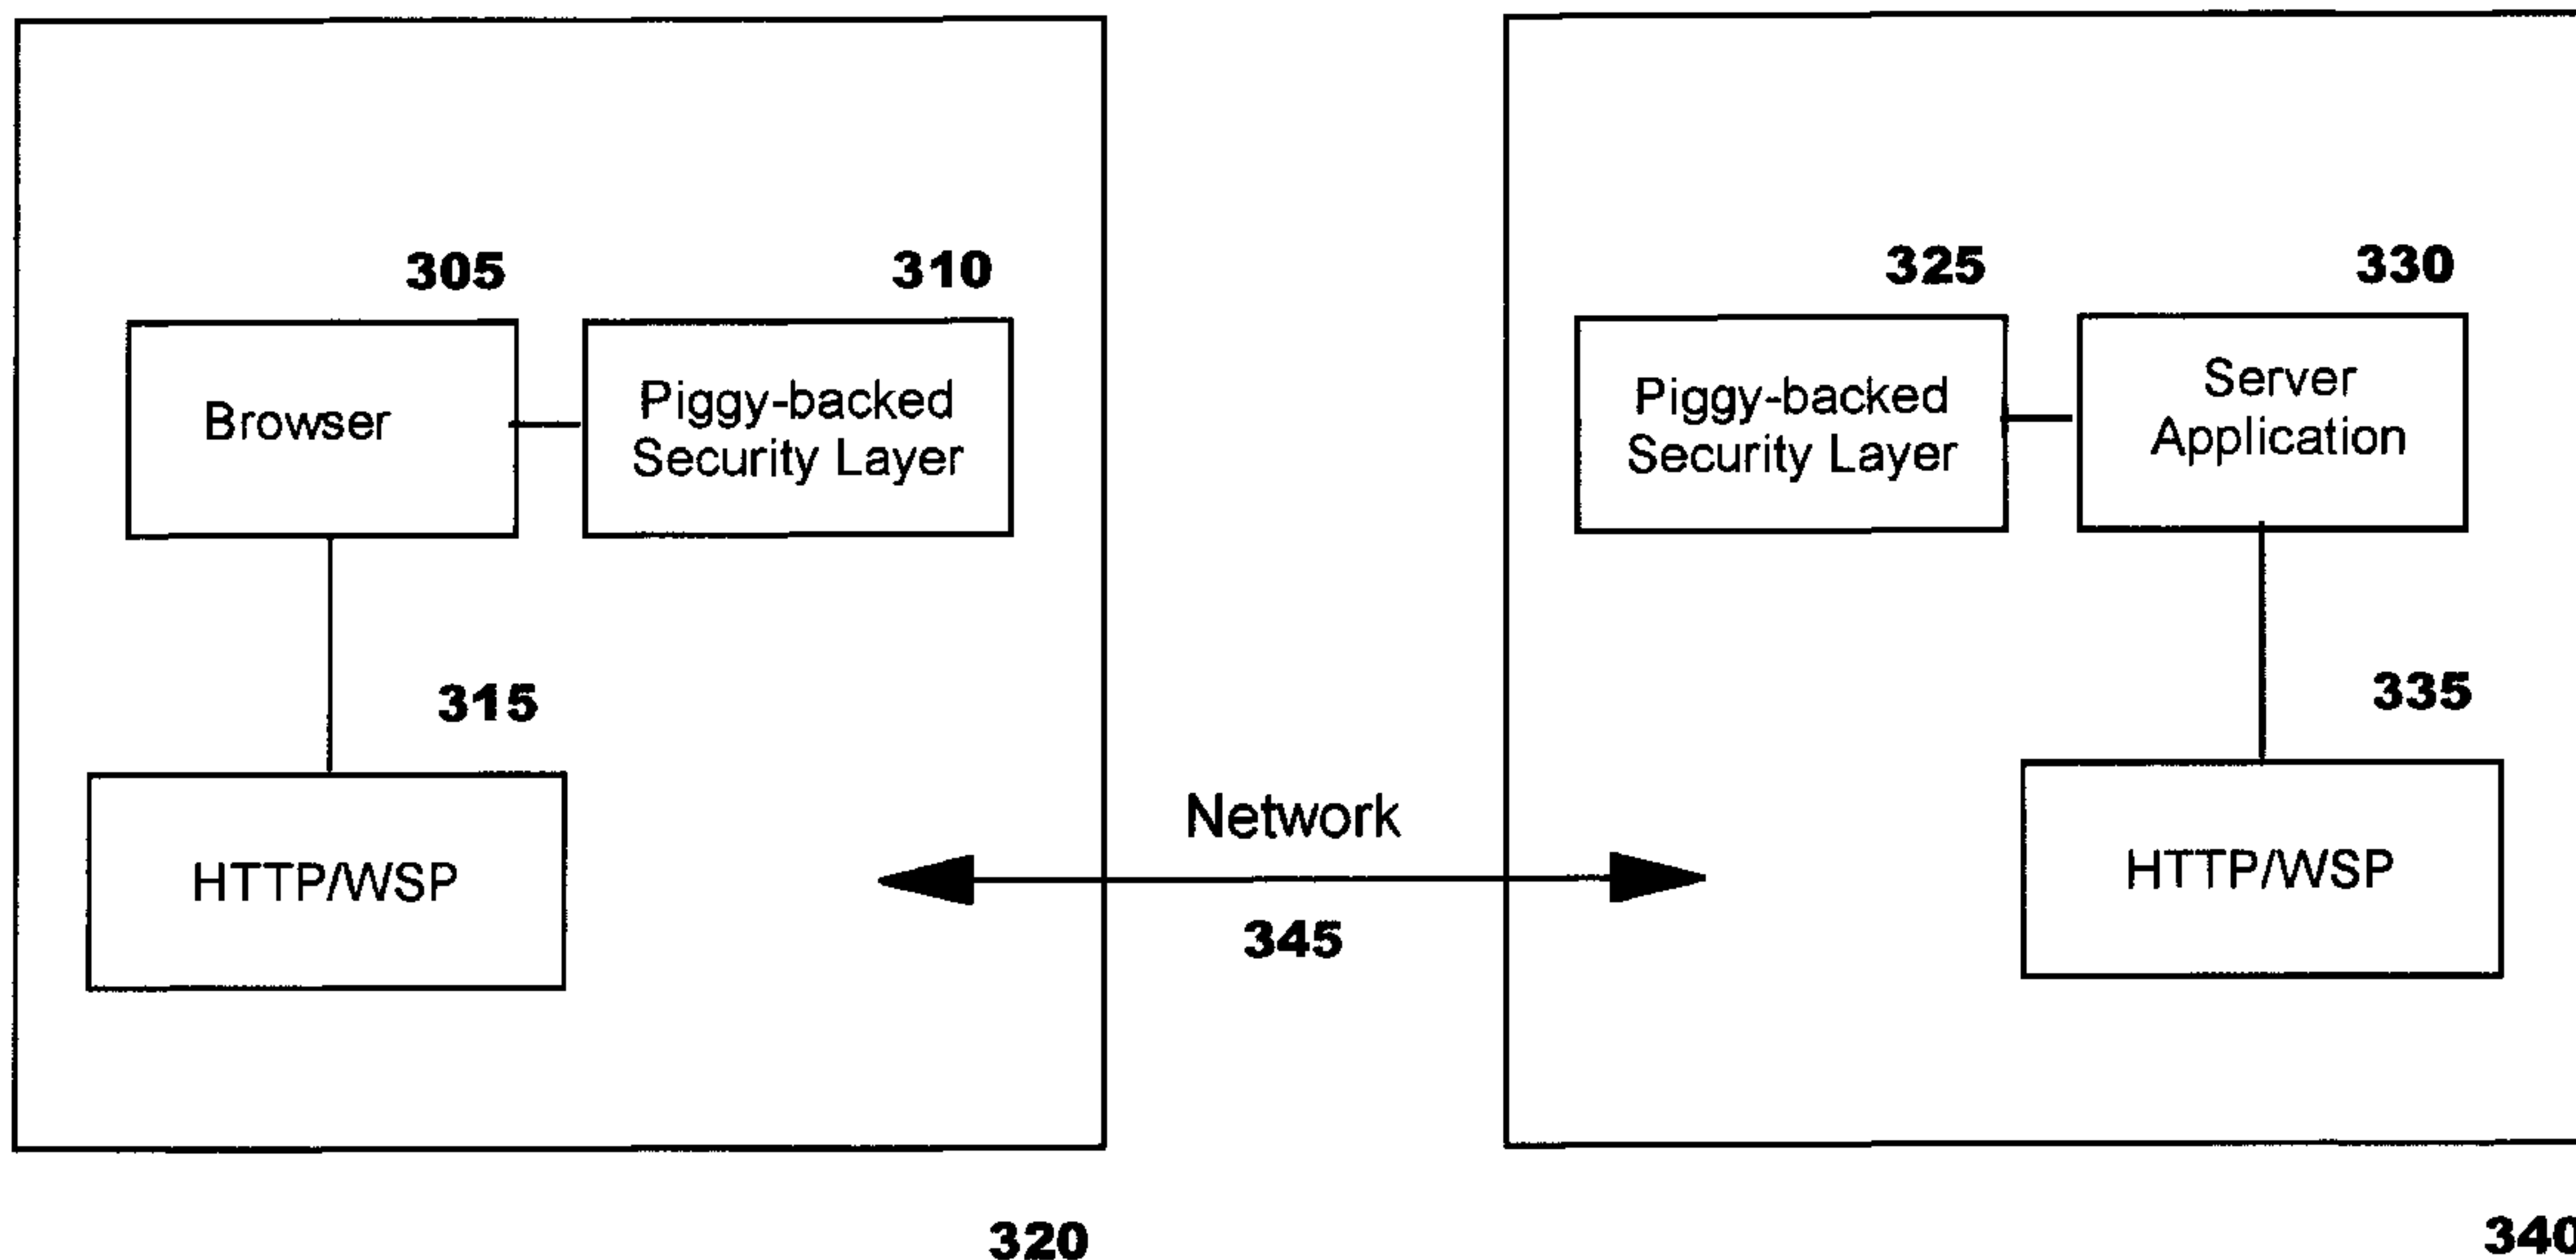 305
310
Browser
Piggy-backed
Security Layer
315
HTTP/WSP
320
Network
345
325
330
Piggy-backed
Security Layer
Server
Application
335
HTTP/WSP
340